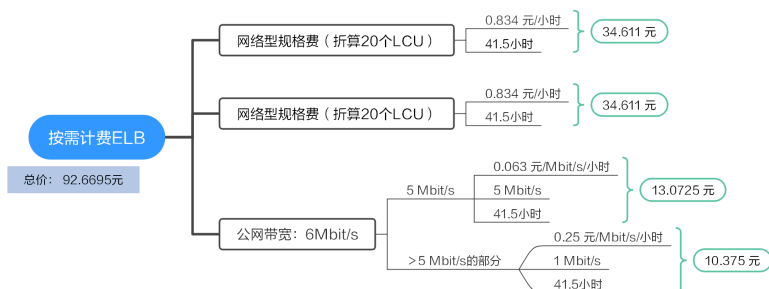 按需计费ELB
总价： 92.6695元
网络型规格费（折算20个LCU）
0.834 元/小时
41.5小时
34.611 元
网络型规格费（折算20个LCU）
0.834 元/小时
41.5小时
34.611 元
公网带宽：6Mbit/s
5 Mbit/s
0.063 元/Mbit/s/小时
5 Mbit/s
41.5小时
13.0725 元
＞5 Mbit/s的部分
0.25 元/Mbit/s/小时
1 Mbit/s
41.5小时
10.375 元